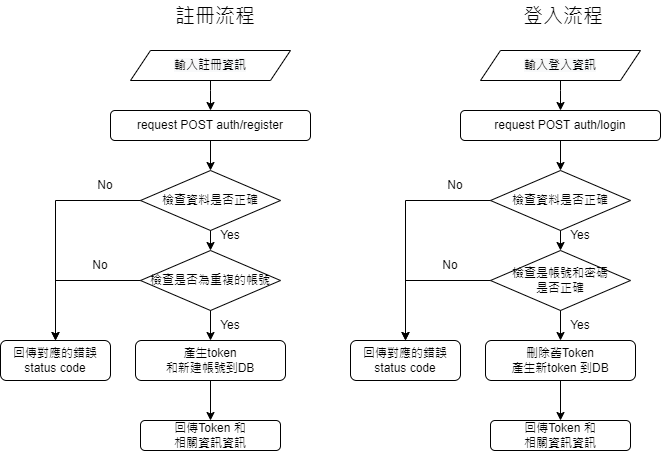 註冊流程
輸入註冊資訊
request POST auth/register
檢查資料是否正確
No
Yes
檢查是否為重複的帳號
No
Yes
回傳對應的錯誤
status code
產生token
和新建帳號到DB
回傳Token 和
相關資訊資訊
登入流程
輸入登入資訊
request POST auth/login
檢查資料是否正確
No
Yes
檢查是帳號和密碼
是否正確
No
Yes
回傳對應的錯誤
status code
刪除舊Token
產生新token 到DB
回傳Token 和
相關資訊資訊